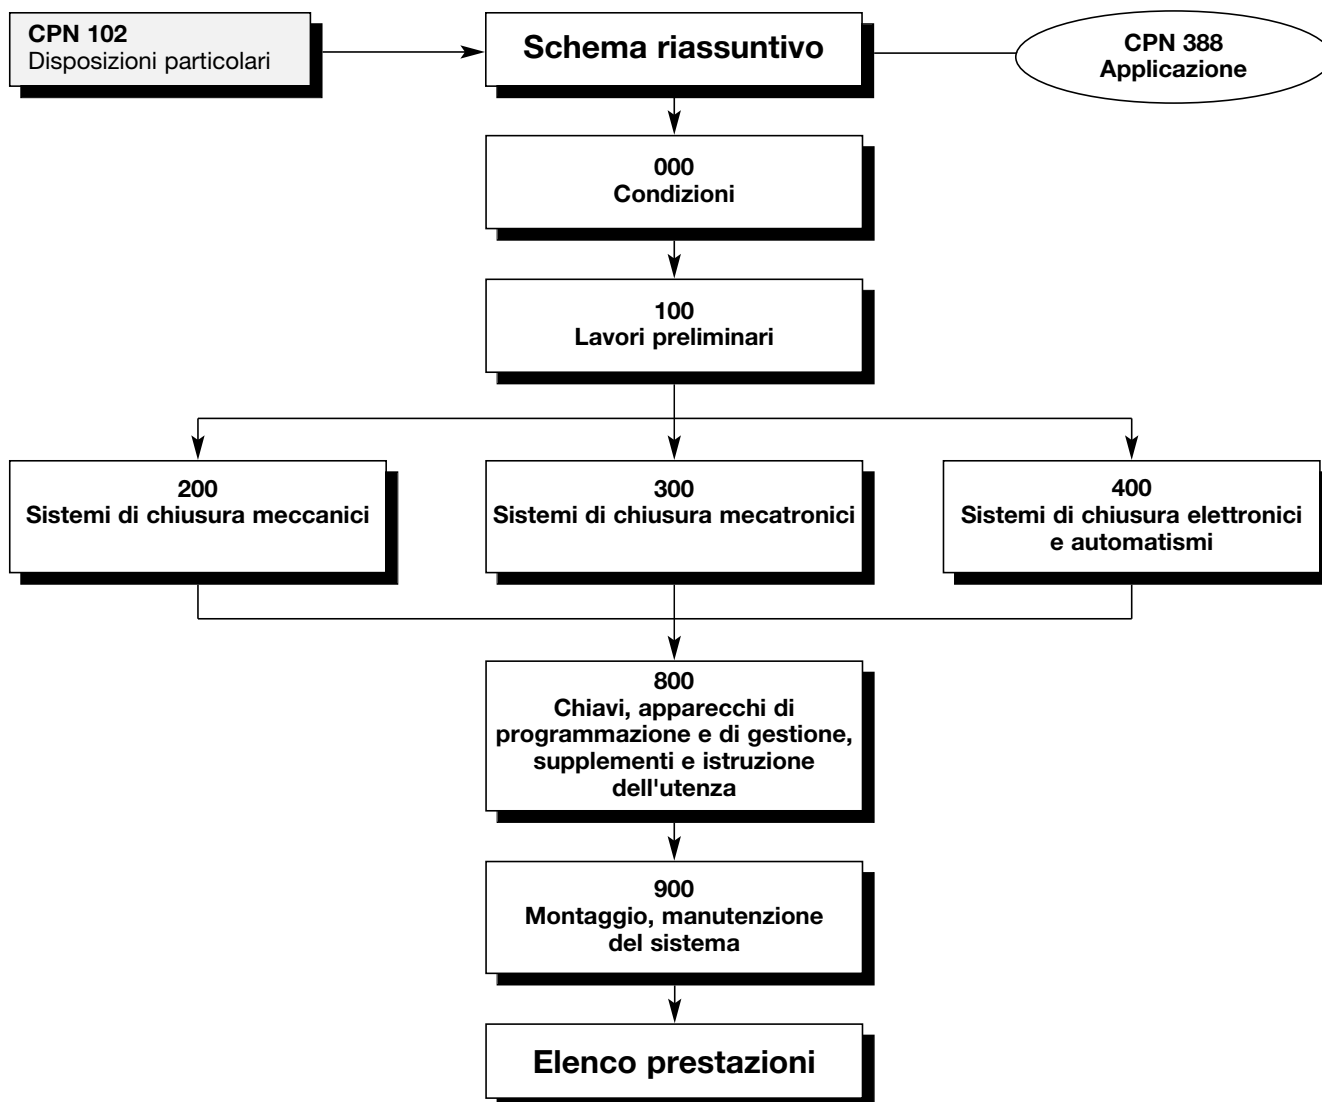 CPN 102
Disposizioni particolari
Schema riassuntivo
CPN 388
Applicazione
000
Condizioni
100
Lavori preliminari
200
Sistemi di chiusura meccanici
300
Sistemi di chiusura mecatronici
400
Sistemi di chiusura elettronici
e automatismi
800
Chiavi, apparecchi di
programmazione e di gestione,
supplementi e istruzione
dell'utenza
900
Montaggio, manutenzione
del sistema
Elenco prestazioni